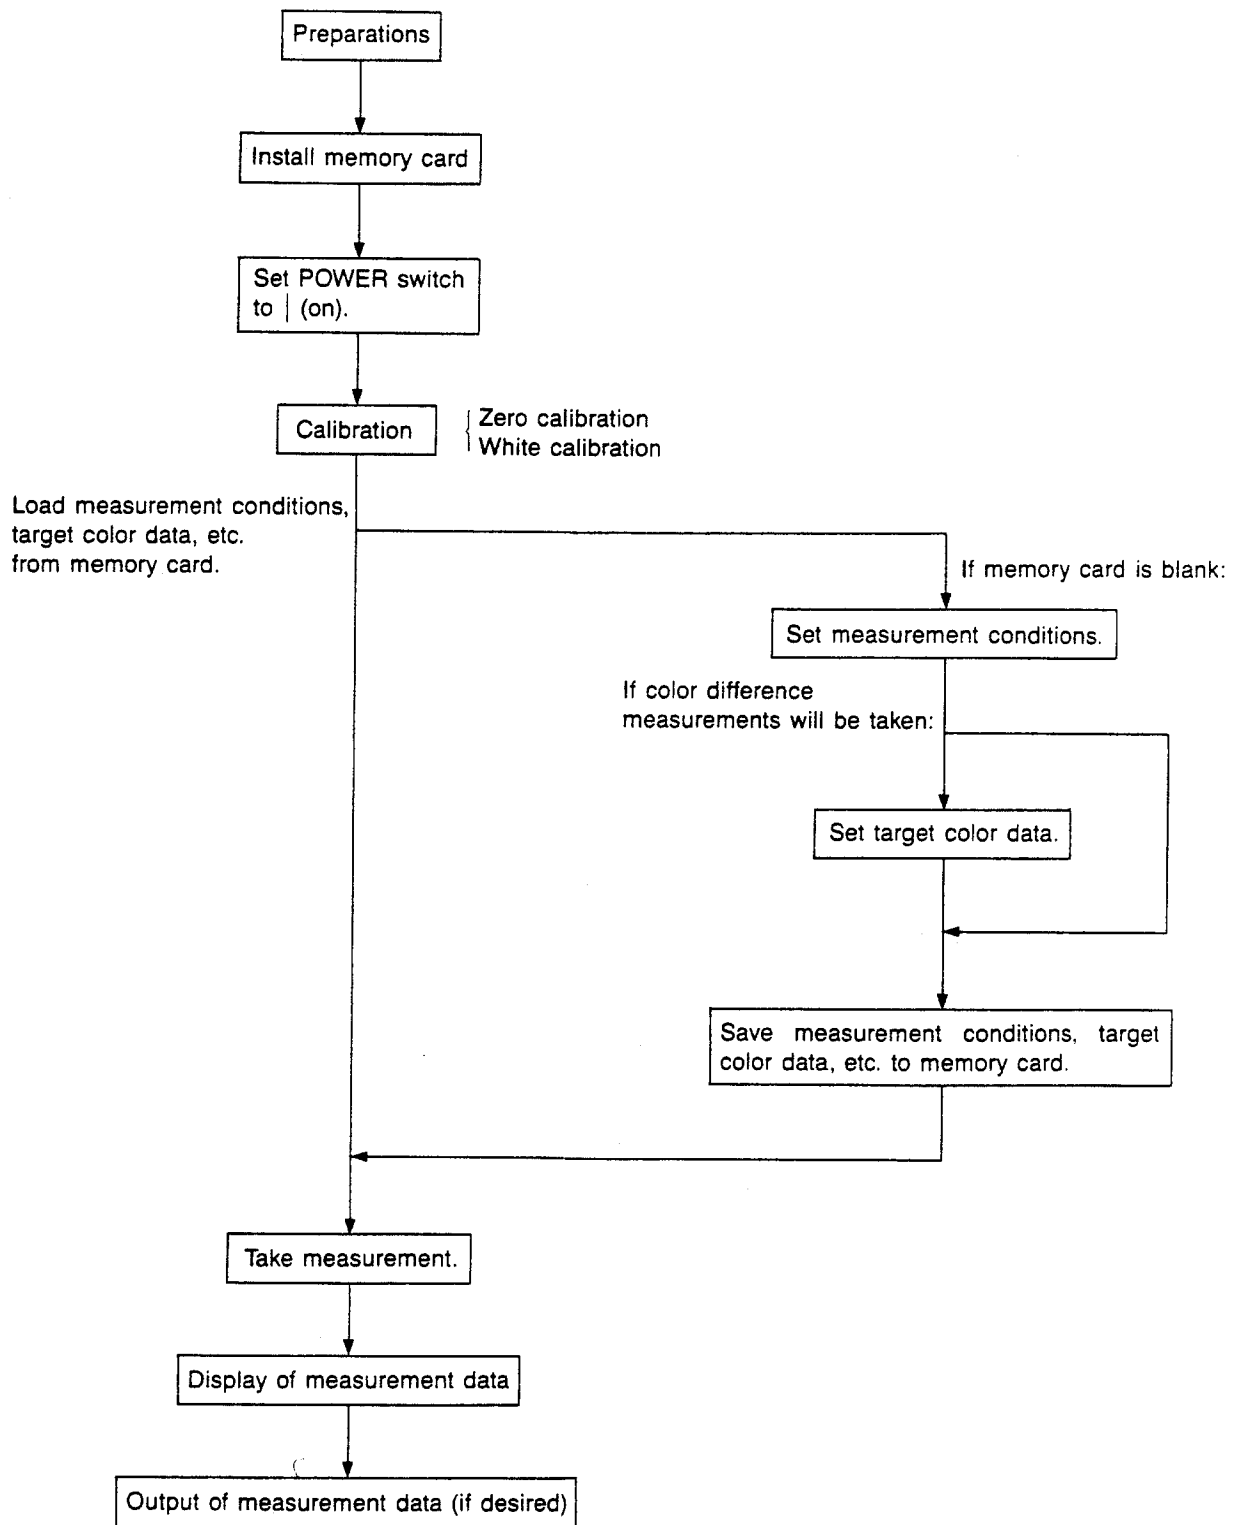 Preparations
Install memory card
Set POWER switch
to | (on).
Calibration
Zero calibration
White calibration
Load measurement conditions,
target color data, etc.
from memory card.
If memory card is blank:
Set measurement conditions.
If color difference
measurements will be taken:
Set target color data.
Save measurement conditions, target
color data, etc. to memory card.
Take measurement.
Display of measurement data
Output of measurement data (if desired)